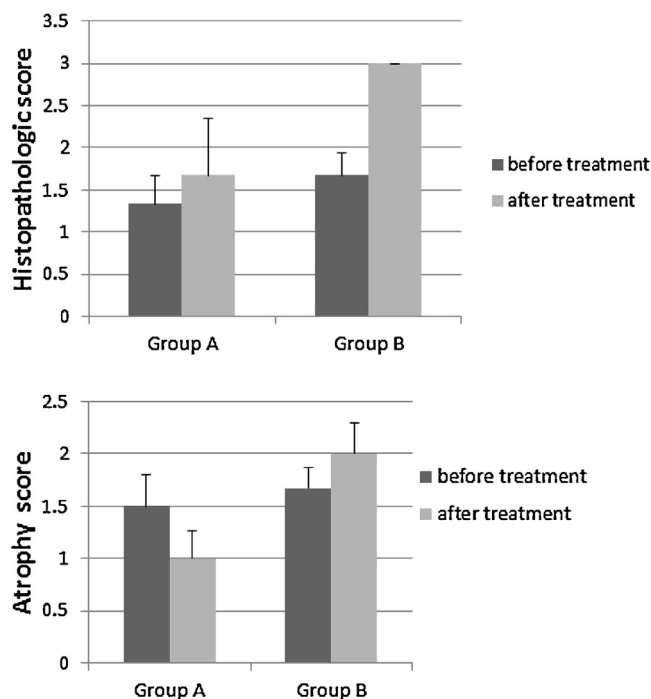 Histopathologic score
3.5
3
2.5
2
1.5
1
0.5
0
Group A
Group B
before treatment
after treatment
Atrophy score
2.5
2
1.5
1
0.5
0
Group A
Group B
before treatment
after treatment